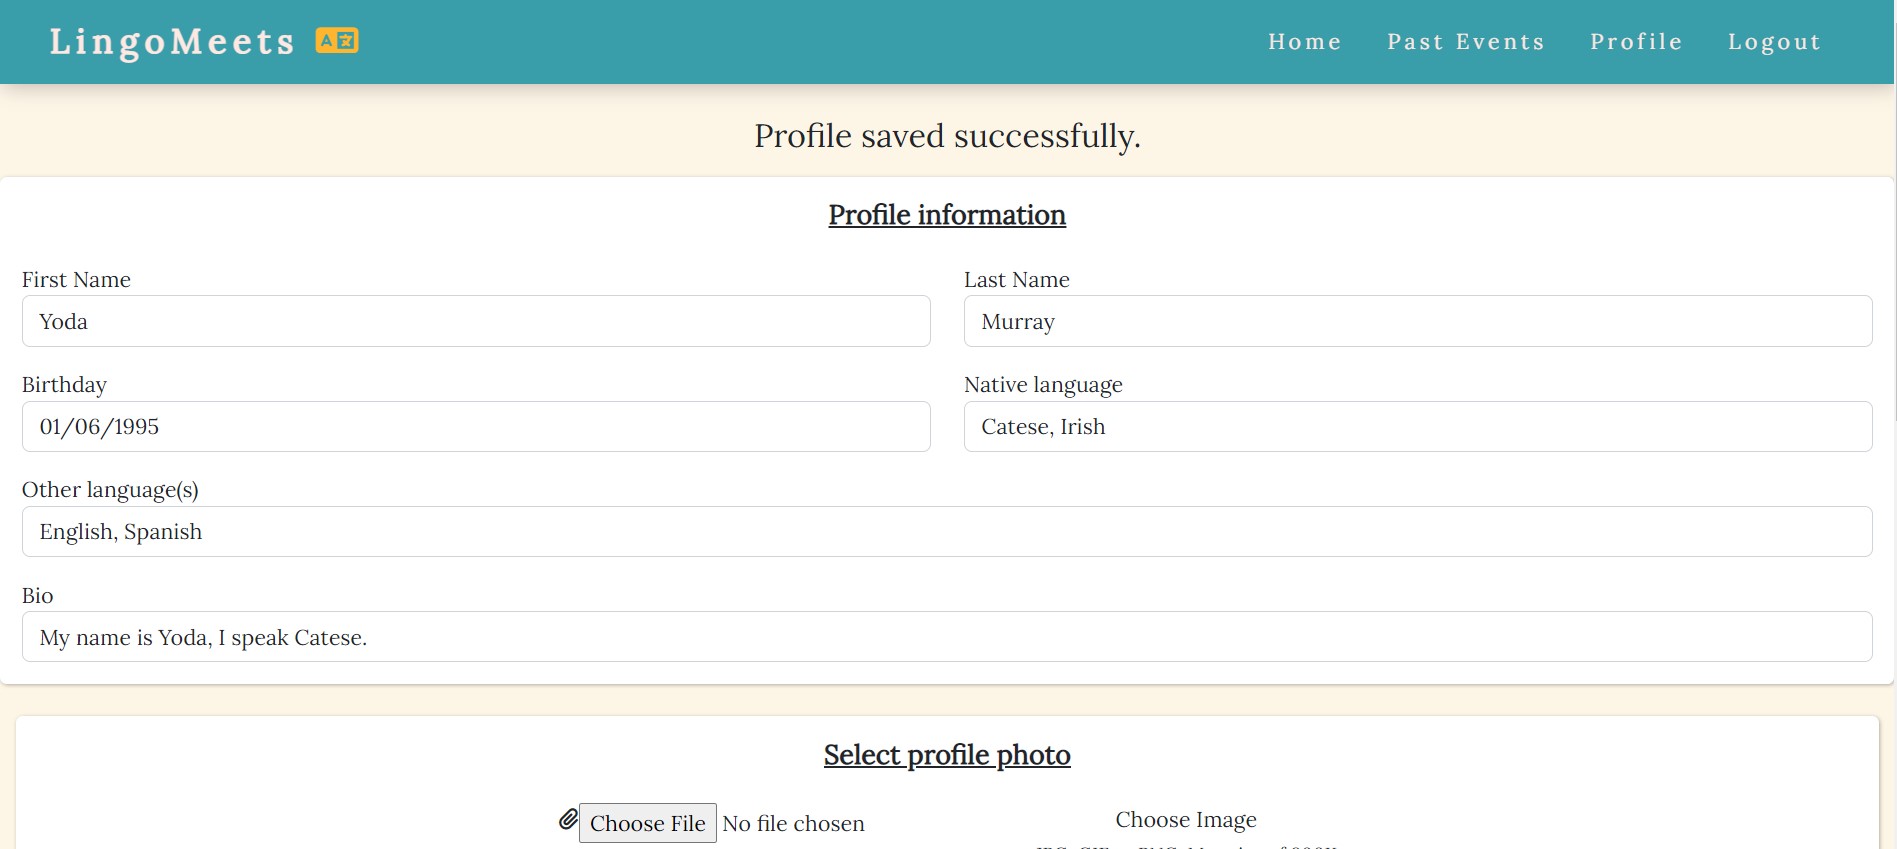 LingoMeets
Home Past Events Profile Logout
Profile saved successfully.
Profile information
First Name
Yoda
Last Name
Murray
Birthday
01/06/1995
Native language
Catese, Irish
Other language(s)
English, Spanish
Bio
My name is Yoda, I speak Catese.
Select profile photo
Choose File No file chosen
Choose Image